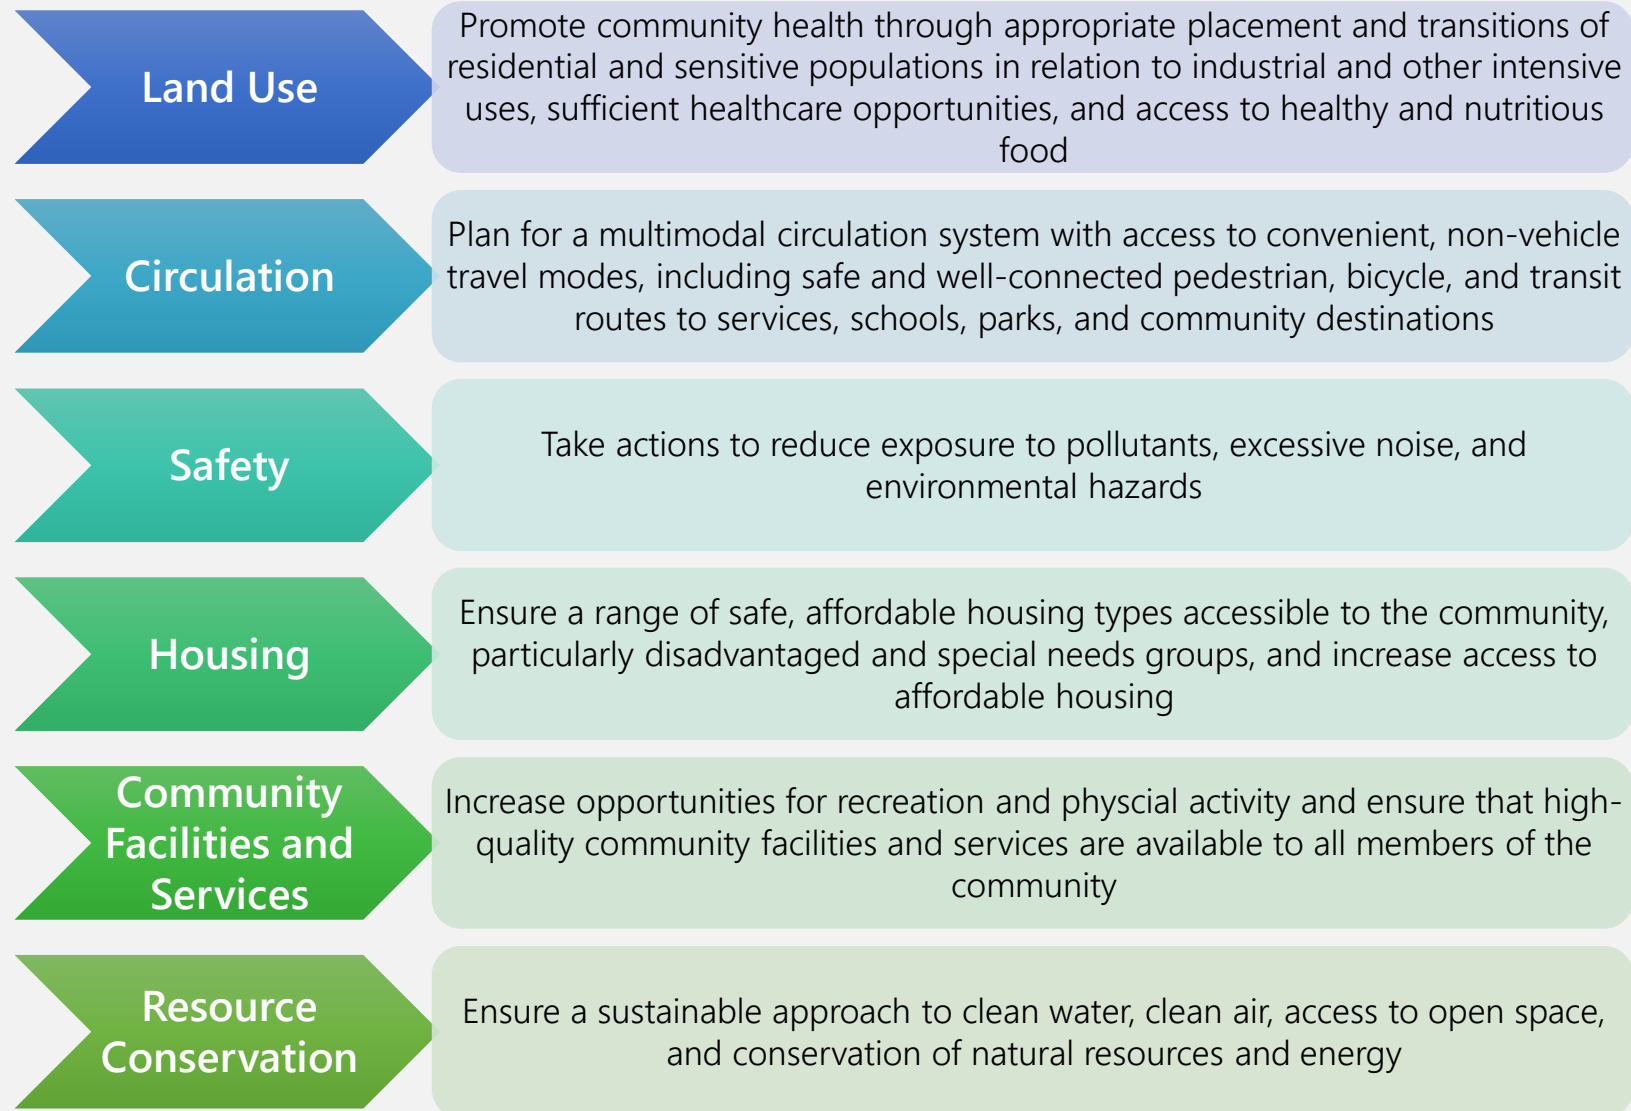 Land Use
Promote community health through appropriate placement and transitions of
residential and sensitive populations in relation to industrial and other intensive
uses, sufficient healthcare opportunities, and access to healthy and nutritious
food
Circulation
Plan for a multimodal circulation system with access to convenient, non-vehicle
travel modes, including safe and well-connected pedestrian, bicycle, and transit
routes to services, schools, parks, and community destinations
Safety
Take actions to reduce exposure to pollutants, excessive noise, and
environmental hazards
Housing
Ensure a range of safe, affordable housing types accessible to the community,
particularly disadvantaged and special needs groups, and increase access to
affordable housing
Community
Facilities and
Services
Increase opportunities for recreation and physcial activity and ensure that high-
quality community facilities and services are available to all members of the
community
Resource
Conservation
Ensure a sustainable approach to clean water, clean air, access to open space,
and conservation of natural resources and energy